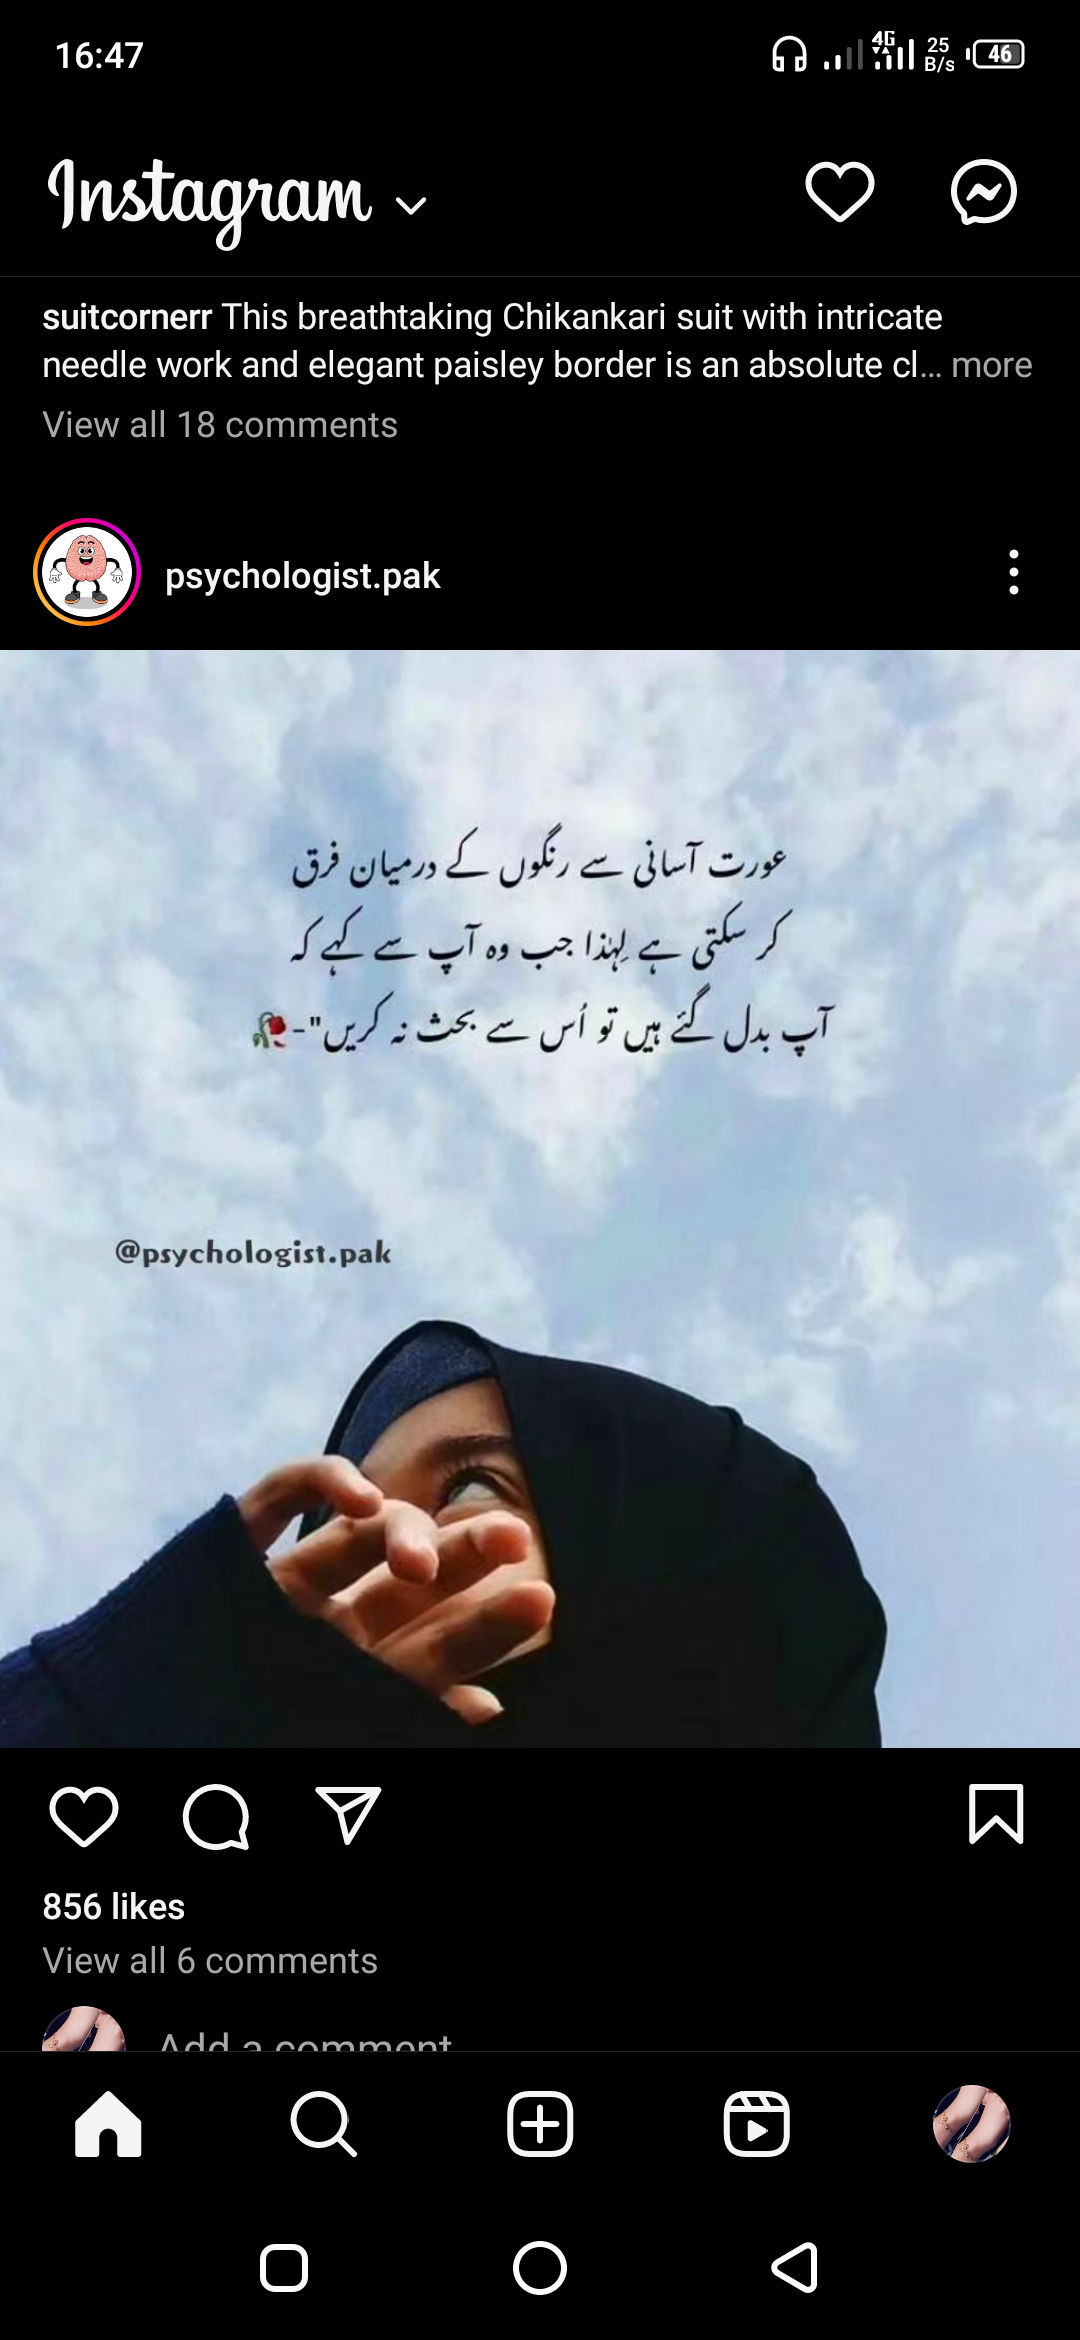 16:47
4G
25
B/s
46
Instagram
suitcornerr This breathtaking Chikankari suit with intricate
needle work and elegant paisley border is an absolute cl... more
View all 18 comments
psychologist.pak
عورت آسانی سے رنگوں کے درمیان فرق
کر سکتی ہے لہٰذا جب وہ آپ سے کہے کہ
آپ بدل گئے ہیں تو اُس سے بحث نہ کریں"-🥀
@psychologist.pak
856 likes
View all 6 comments
Add a comment